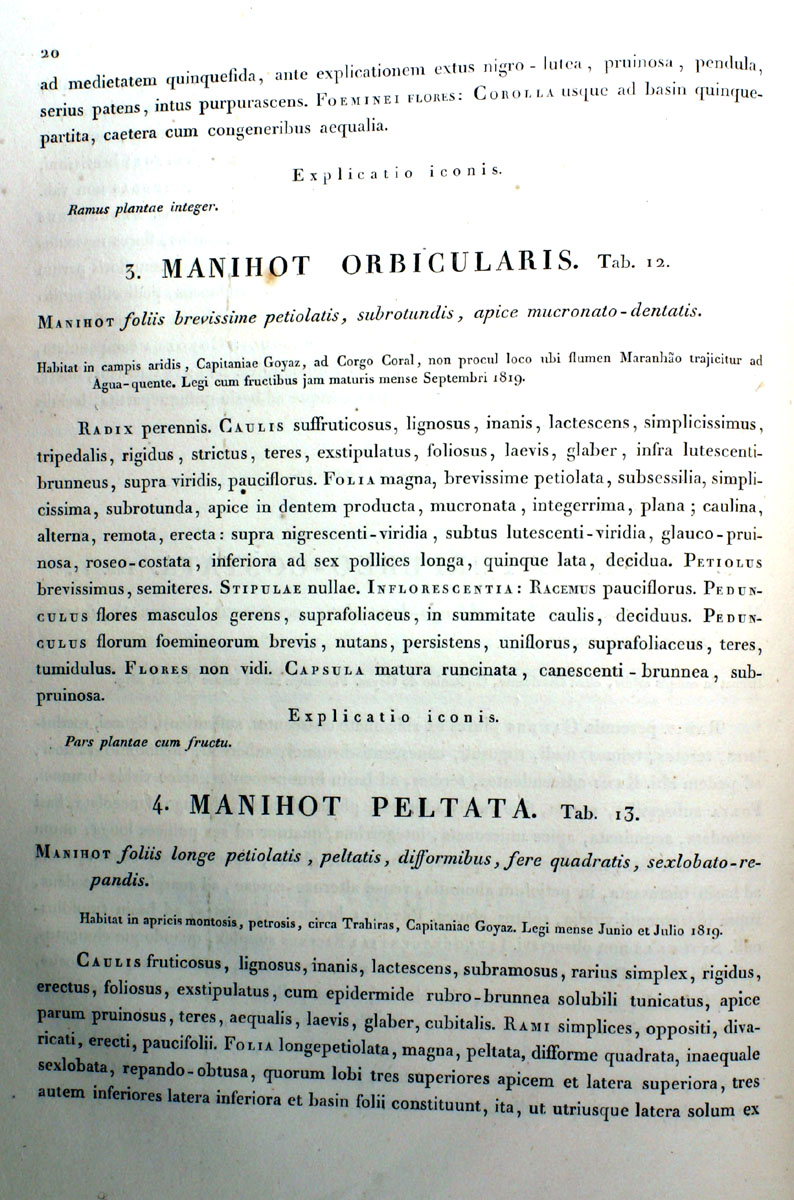 20
ad medietatem quinquefida, ante explicationem extus nigro-lutea, pruinosa, pendula,
serius patens, intus purpurascens. FOEMINEI FLORES: COROLLA usque ad basin quinque-
partita, caetera cum congeneribus aequalia.
Explicatio iconis.
Ramus plantae integer.
3. MANIHOT ORBICULARIS. Tab. 12.
MANIHOT foliis brevissime petiolatis, subrotundis, apice mucronato-dentatis.
Habitat in campis aridis, Capitaniae Goyaz, ad Corgo Coral, non procul loco ubi flumen Maranhão trajicitur ad
Agua-quente. Legi cum fructibus jam maturis mense Septembri 1819.
RADIX perennis. CAULIS suffruticosus, lignosus, inanis, lactescens, simplicissimus,
tripedalis, rigidus, strictus, teres, exstipulatus, foliosus, laevis, glaber, infra lutescenti-
brunneus, supra viridis, pauciflorus. FOLIA magna, brevissime petiolata, subsessilia, simpli-
cissima, subrotunda, apice in dentem producta, mucronata, integerrima, plana; caulina,
alterna, remota, erecta: supra nigrescenti-viridia, subtus lutescenti-viridia, glauco-prui-
nosa, roseo-costata, inferiora ad sex pollices longa, quinque lata, decidua. PETIOLUS
brevissimus, semiteres. STIPULAE nullae. INFLORESCENTIA: RACEMUS pauciflorus. PEDUN-
CULUS flores masculos gerens, suprafoliaceus, in summitate caulis, deciduus. PEDUN-
CULUS florum foemineorum brevis, nutans, persistens, uniflorus, suprafoliaceus, teres,
tumidulus. FLORES non vidi. CAPSULA matura runcinata, canescenti-brunnea, sub-
pruinosa.
Explicatio iconis.
Pars plantae cum fructu.
4. MANIHOT PELTATA. Tab. 13.
MANIHOT foliis longe petiolatis, peltatis, difformibus, fere quadratis, sexlobato-re-
pandis.
Habitat in apricis montosis, petrosis, circa Trahiras, Capitaniae Goyaz. Legi mense Junio et Julio 1819.
CAULIS fruticosus, lignosus, inanis, lactescens, subramosus, rarius simplex, rigidus,
erectus, foliosus, exstipulatus, cum epidermide rubro-brunnea solubili tunicatus, apice
parum pruinosus, teres, aequalis, laevis, glaber, cubitalis. RAMI simplices, oppositi, diva-
ricati, erecti, paucifolii. FOLIA longepetiolata, magna, peltata, difforme quadrata, inaequale
sexlobata, repando-obtusa, quorum lobi tres superiores apicem et latera superiora, tres
autem inferiores latera inferiora et basin folii constituunt, ita, ut utriusque latera solum ex